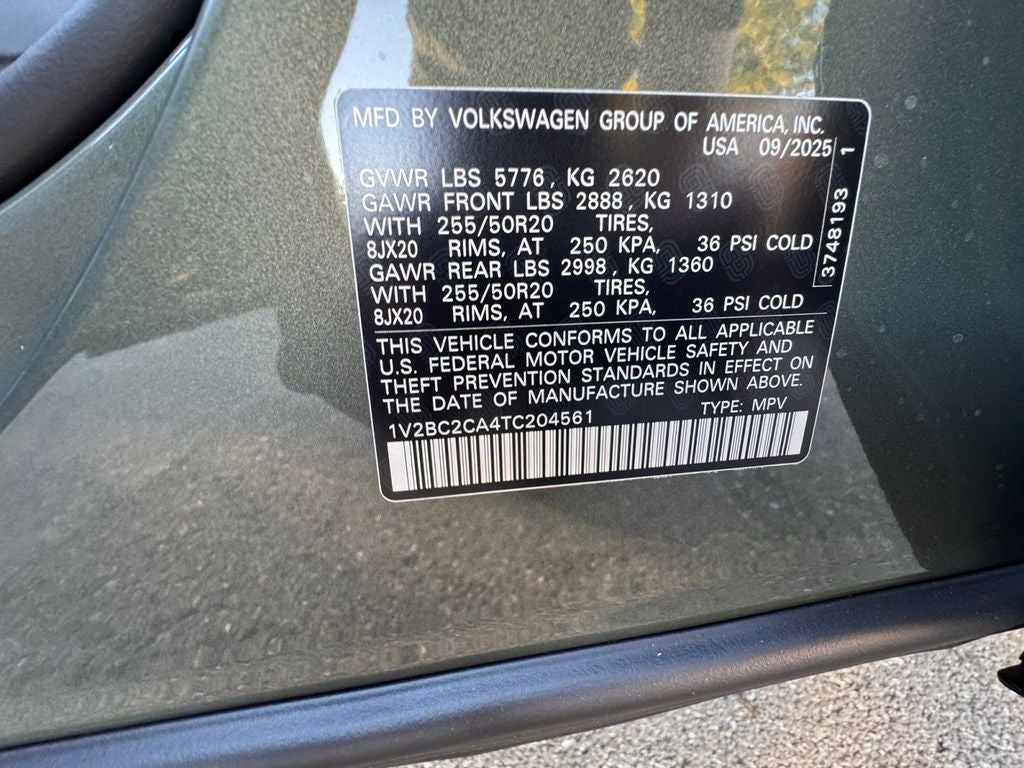 MFD BY VOLKSWAGEN GROUP OF AMERICA, INC.
USA 09/2025
GVWR LBS 5776, KG 2620
GAWR FRONT LBS 2888, KG 1310
WITH 255/50R20 TIRES,
8JX20 RIMS, AT 250 KPA, 36 PSI COLD
GAWR REAR LBS 2998, KG 1360
WITH 255/50R20 TIRES,
8JX20 RIMS, AT 250 KPA, 36 PSI COLD
3748193 1
THIS VEHICLE CONFORMS TO ALL APPLICABLE
U.S. FEDERAL MOTOR VEHICLE SAFETY AND
THEFT PREVENTION STANDARDS IN EFFECT ON
THE DATE OF MANUFACTURE SHOWN ABOVE.
1V2BC2CA4TC204561 TYPE: MPV